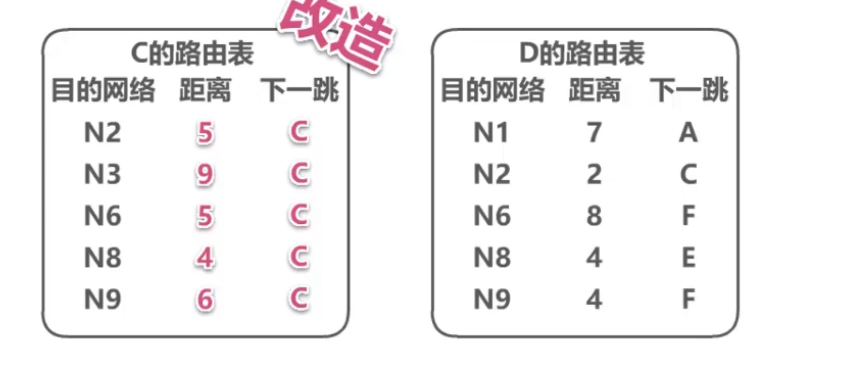 改造
C的路由表
目的网络 距离 下一跳
N2 5 C
N3 9 C
N6 5 C
N8 4 C
N9 6 C
D的路由表
目的网络 距离 下一跳
N1 7 A
N2 2 C
N6 8 F
N8 4 E
N9 4 F